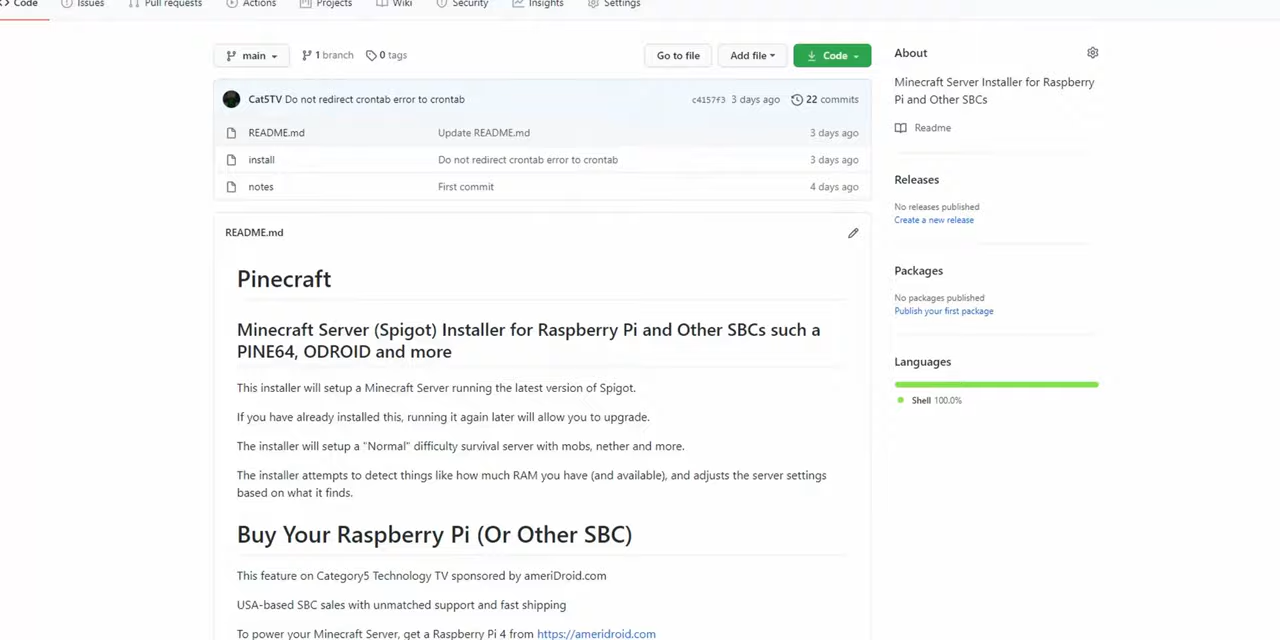 Code Issues Pull requests Actions Projects Wiki Security Insights Settings
main 1 branch 0 tags Go to file Add file Code
Cat5TV Do not redirect crontab error to crontab c4157f3 3 days ago 22 commits
README.md Update README.md 3 days ago
install Do not redirect crontab error to crontab 3 days ago
notes First commit 4 days ago
README.md
Pinecraft
Minecraft Server (Spigot) Installer for Raspberry Pi and Other SBCs such a
PINE64, ODROID and more
This installer will setup a Minecraft Server running the latest version of Spigot.
If you have already installed this, running it again later will allow you to upgrade.
The installer will setup a "Normal" difficulty survival server with mobs, nether and more.
The installer attempts to detect things like how much RAM you have (and available), and adjusts the server settings
based on what it finds.
Buy Your Raspberry Pi (Or Other SBC)
This feature on Category5 Technology TV sponsored by ameriDroid.com
USA-based SBC sales with unmatched support and fast shipping
To power your Minecraft Server, get a Raspberry Pi 4 from https://ameridroid.com
About
Minecraft Server Installer for Raspberry
Pi and Other SBCs
Readme
Releases
No releases published
Create a new release
Packages
No packages published
Publish your first package
Languages
Shell 100.0%